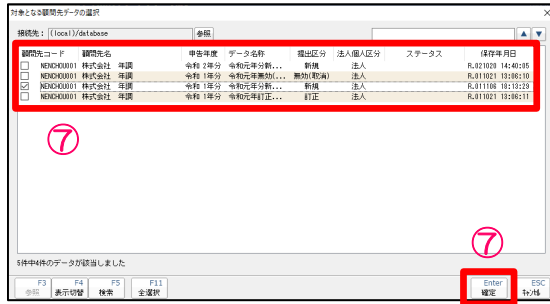 対象となる顧問先データの選択
接続先： (local)/database 参照
顧問先コード 顧問先名 申告年度 データ名称 提出区分 法人個人区分 ステータス 保存年月日
NENCHOU001 株式会社 年調 令和 2年分 令和元年分新... 新規 法人 R.021020 14:40:05
NENCHOU001 株式会社 年調 令和 1年分 令和元年無効(... 無効(取消) 法人 R.011021 13:06:10
NENCHOU001 株式会社 年調 令和 1年分 令和元年分新... 新規 法人 R.011106 18:13:29
NENCHOU001 株式会社 年調 令和 1年分 令和元年訂正... 訂正 法人 R.011021 13:06:11
⑦
⑦
5件中4件のデータが該当しました
F3 F4 F5 F11 Enter ESC
参照 表示切替 検索 全選択 確定 キャンセル